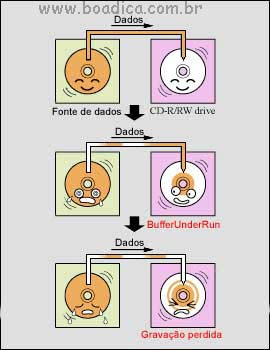 www.boadica.com.br
Dados
Fonte de dados
CD-R/RW drive
Dados
BufferUnderRun
Dados
Gravação perdida